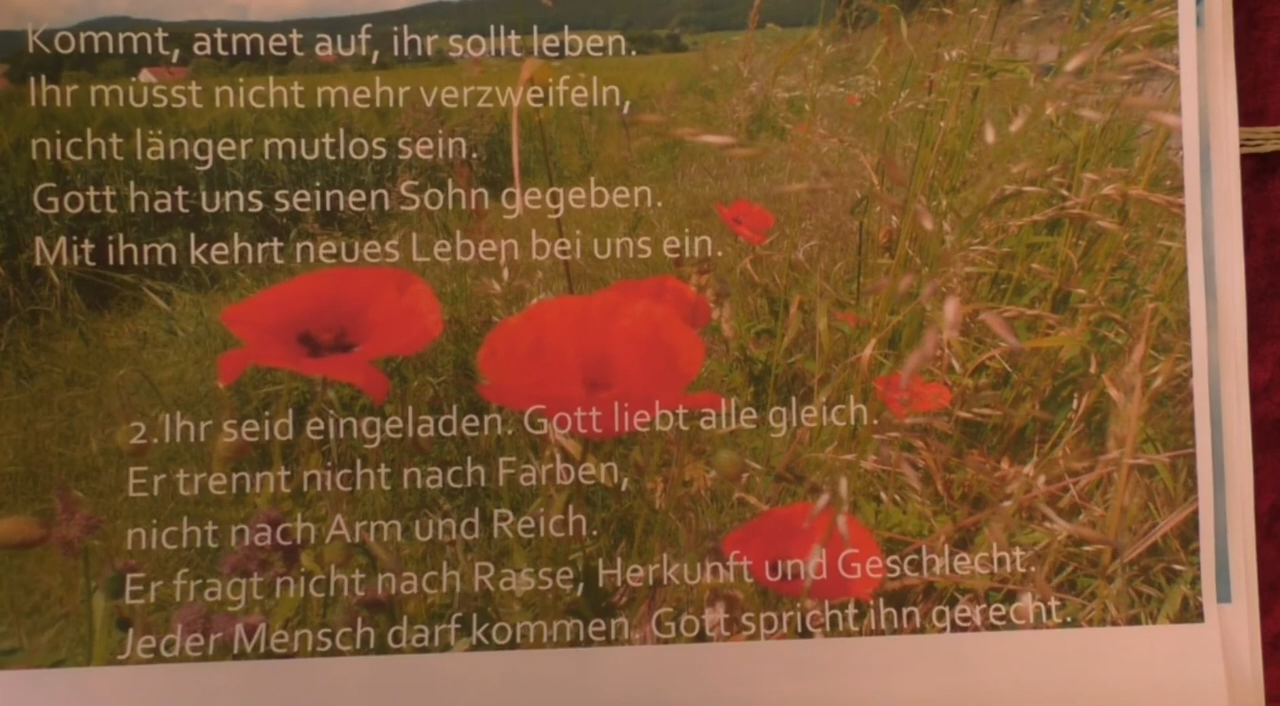 Kommt, atmet auf, ihr sollt leben.
Ihr müsst nicht mehr verzweifeln,
nicht länger mutlos sein.
Gott hat uns seinen Sohn gegeben.
Mit ihm kehrt neues Leben bei uns ein.
2.Ihr seid eingeladen. Gott liebt alle gleich.
Er trennt nicht nach Farben,
nicht nach Arm und Reich.
Er fragt nicht nach Rasse, Herkunft und Geschlecht.
Jeder Mensch darf kommen. Gott spricht ihn gerecht.